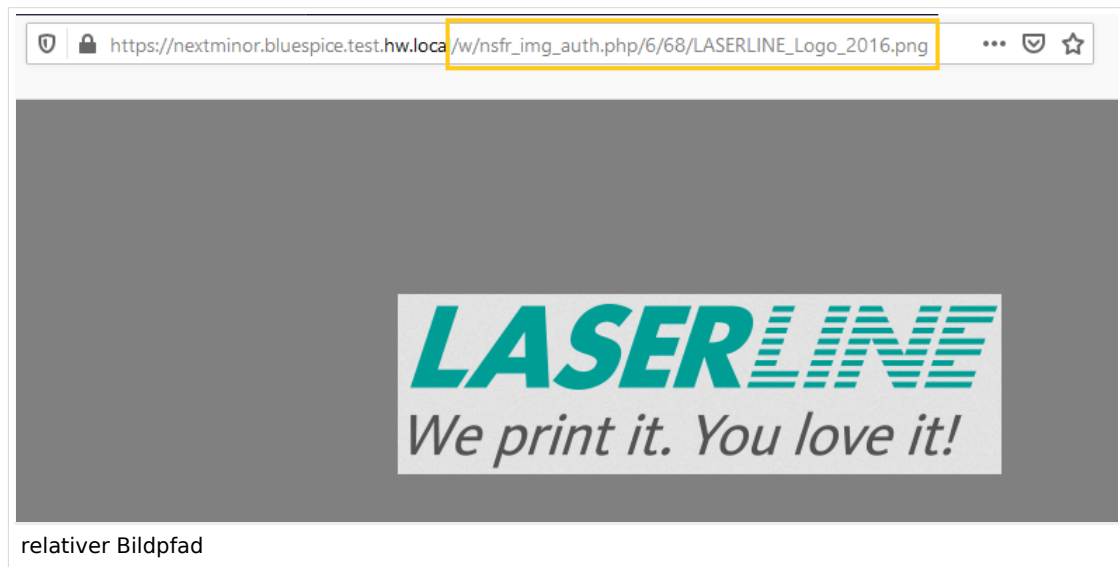 https://nextminor.bluespice.test.hw.loca/w/nsfr_img_auth.php/6/68/LASERLINE_Logo_2016.png
LASERLINE
We print it. You love it!
relativer Bildpfad